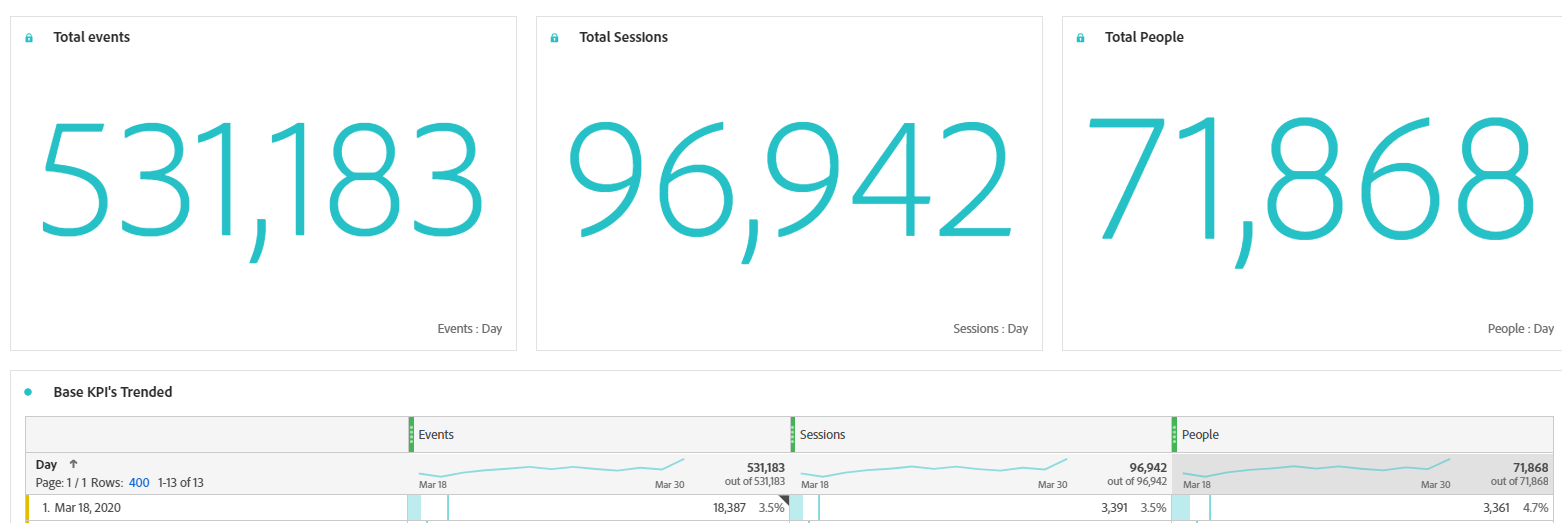 Total events
Total Sessions
Total People
531,183
96,942
71,868
Events : Day
Sessions : Day
People : Day
Base KPI's Trended
Events Sessions People
Day
531,183
96,942
71,868
Page: 1 / 1 Rows: 400 1-13 of 13
out of 531,183
out of 96,942
out of 71,868
Mar 18 Mar 30 Mar 18 Mar 30 Mar 18 Mar 30
1. Mar 18, 2020 18,387 3.5% 3,391 3.5% 3,361 4.7%